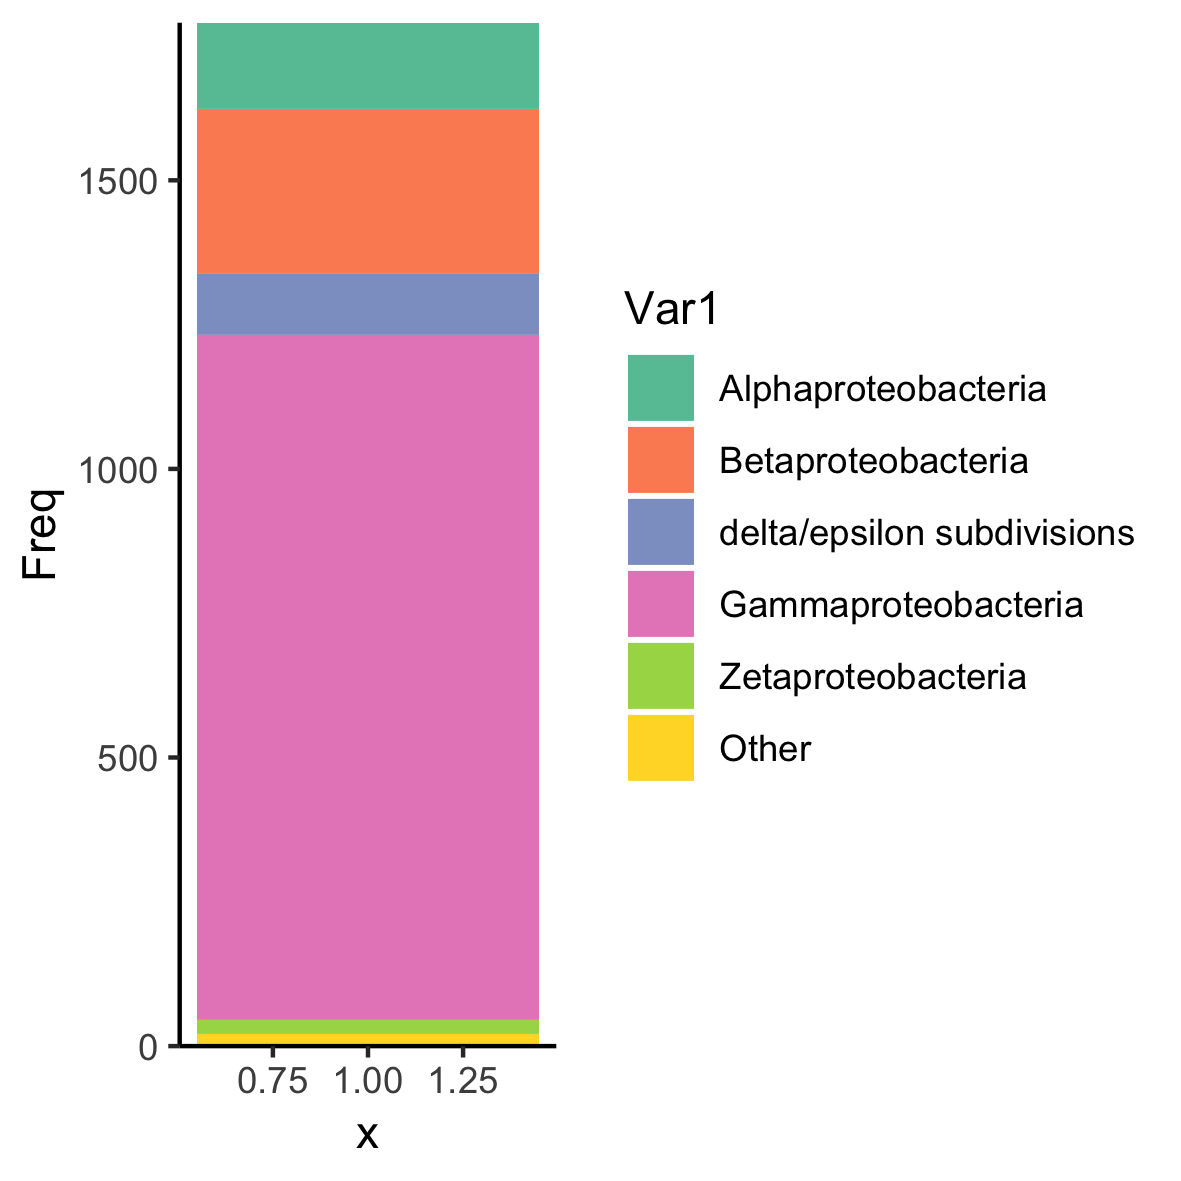 1500
1000
500
0
Freq
0.75 1.00 1.25
x
Var1
Alphaproteobacteria
Betaproteobacteria
delta/epsilon subdivisions
Gammaproteobacteria
Zetaproteobacteria
Other